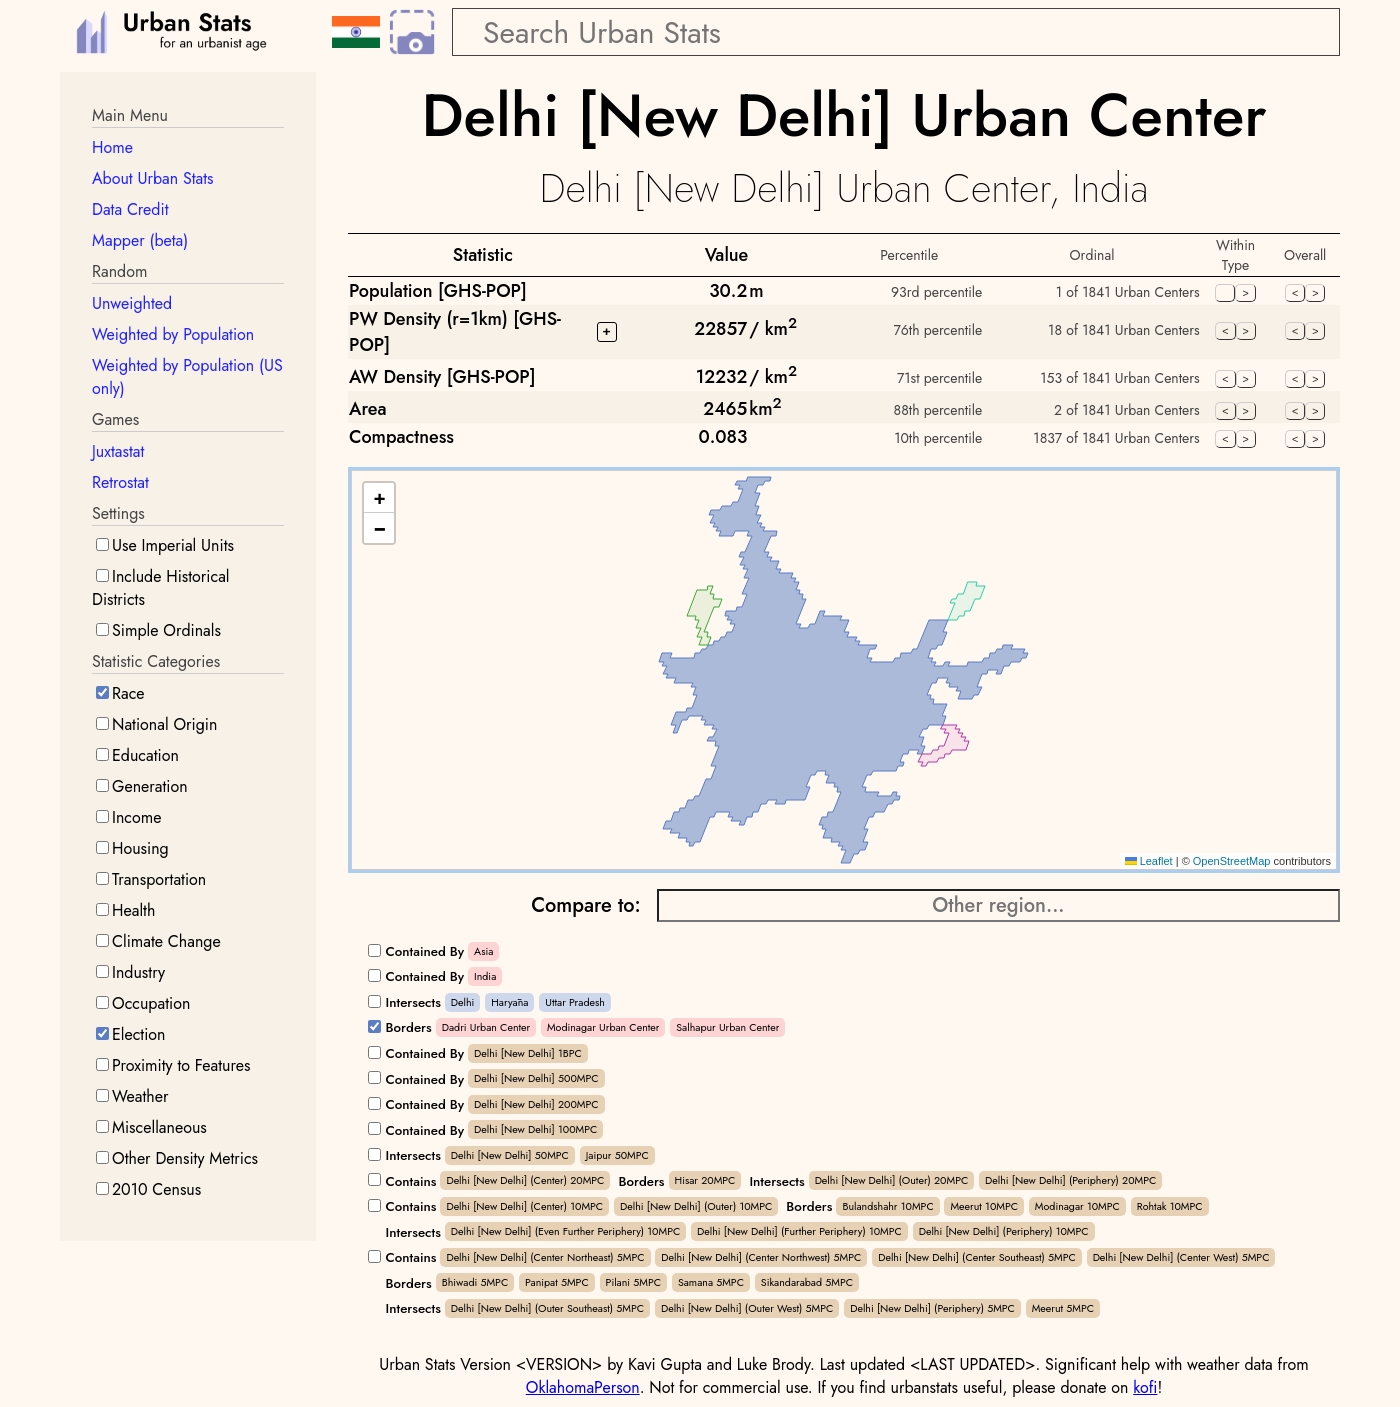 Urban Stats
for an urbanist age
Search Urban Stats
Main Menu
Home
About Urban Stats
Data Credit
Mapper (beta)
Random
Unweighted
Weighted by Population
Weighted by Population (US
only)
Games
Juxtastat
Retrostat
Settings
Use Imperial Units
Include Historical
Districts
Simple Ordinals
Statistic Categories
Race
National Origin
Education
Generation
Income
Housing
Transportation
Health
Climate Change
Industry
Occupation
Election
Proximity to Features
Weather
Miscellaneous
Other Density Metrics
2010 Census
Delhi [New Delhi] Urban Center
Delhi [New Delhi] Urban Center, India
Statistic Value Percentile Ordinal Within Type Overall
Population [GHS-POP] 30.2 m 93rd percentile 1 of 1841 Urban Centers > < >
PW Density (r=1km) [GHS-
POP] + 22857 / km² 76th percentile 18 of 1841 Urban Centers < > < >
AW Density [GHS-POP] 12232 / km² 71st percentile 153 of 1841 Urban Centers < > < >
Area 2465 km² 88th percentile 2 of 1841 Urban Centers < > < >
Compactness 0.083 10th percentile 1837 of 1841 Urban Centers < > < >
+
−
Leaflet | © OpenStreetMap contributors
Compare to: Other region...
Contained By Asia
Contained By India
Intersects Delhi Haryāna Uttar Pradesh
Borders Dadri Urban Center Modinagar Urban Center Salhapur Urban Center
Contained By Delhi [New Delhi] 1BPC
Contained By Delhi [New Delhi] 500MPC
Contained By Delhi [New Delhi] 200MPC
Contained By Delhi [New Delhi] 100MPC
Intersects Delhi [New Delhi] 50MPC Jaipur 50MPC
Contains Delhi [New Delhi] (Center) 20MPC Borders Hisar 20MPC Intersects Delhi [New Delhi] (Outer) 20MPC Delhi [New Delhi] (Periphery) 20MPC
Contains Delhi [New Delhi] (Center) 10MPC Delhi [New Delhi] (Outer) 10MPC Borders Bulandshahr 10MPC Meerut 10MPC Modinagar 10MPC Rohtak 10MPC
Intersects Delhi [New Delhi] (Even Further Periphery) 10MPC Delhi [New Delhi] (Further Periphery) 10MPC Delhi [New Delhi] (Periphery) 10MPC
Contains Delhi [New Delhi] (Center Northeast) 5MPC Delhi [New Delhi] (Center Northwest) 5MPC Delhi [New Delhi] (Center Southeast) 5MPC Delhi [New Delhi] (Center West) 5MPC
Borders Bhiwadi 5MPC Panipat 5MPC Pilani 5MPC Samana 5MPC Sikandarabad 5MPC
Intersects Delhi [New Delhi] (Outer Southeast) 5MPC Delhi [New Delhi] (Outer West) 5MPC Delhi [New Delhi] (Periphery) 5MPC Meerut 5MPC
Urban Stats Version <VERSION> by Kavi Gupta and Luke Brody. Last updated <LAST UPDATED>. Significant help with weather data from
OklahomaPerson. Not for commercial use. If you find urbanstats useful, please donate on kofi!